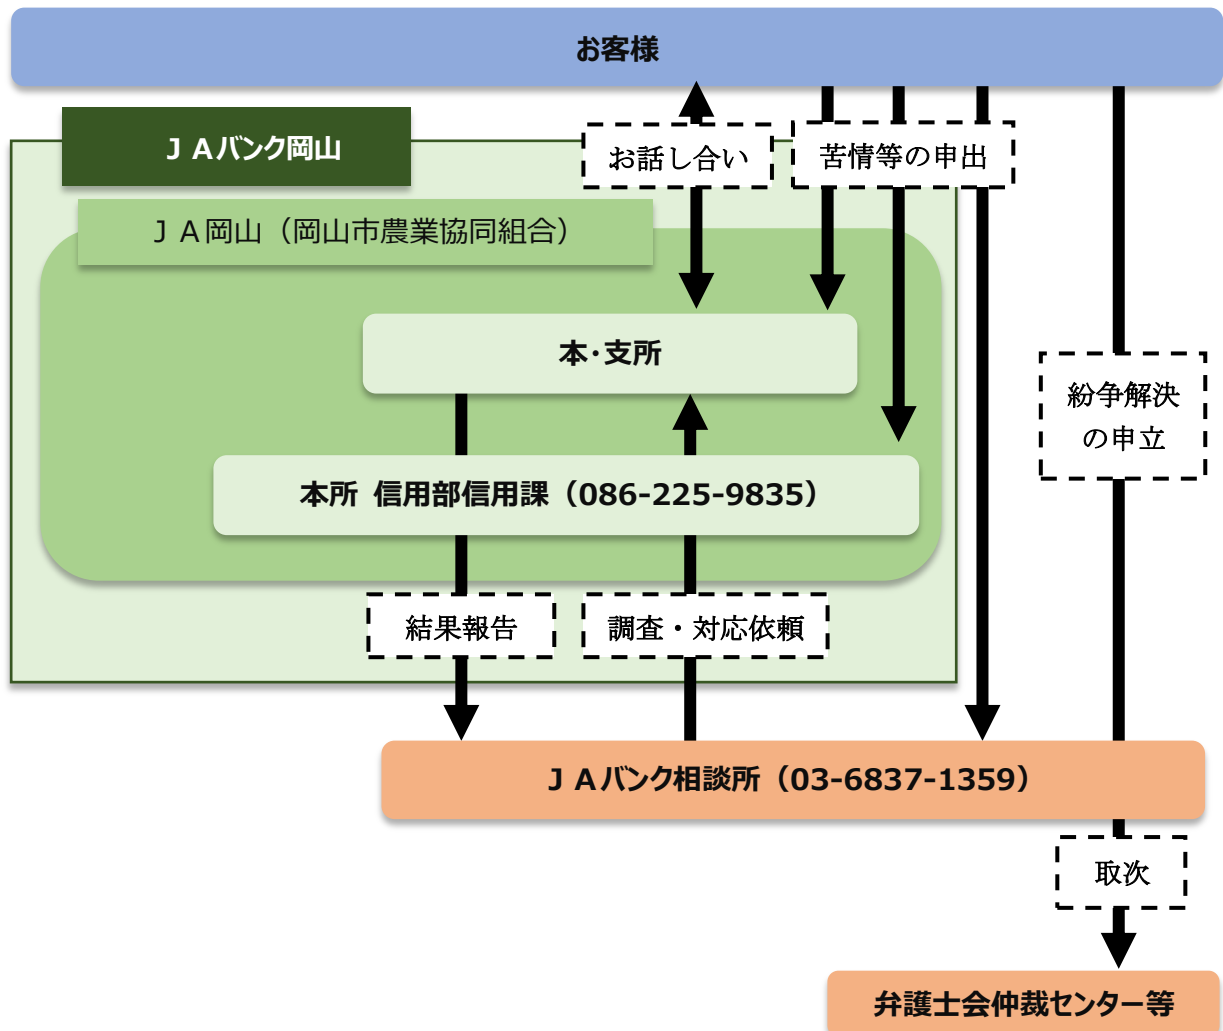 お客様
ＪＡバンク岡山
お話し合い
苦情等の申出
ＪＡ岡山（岡山市農業協同組合）
本･支所
紛争解決
の申立
本所 信用部信用課（086-225-9835）
結果報告
調査・対応依頼
ＪＡバンク相談所（03-6837-1359）
取次
弁護士会仲裁センター等